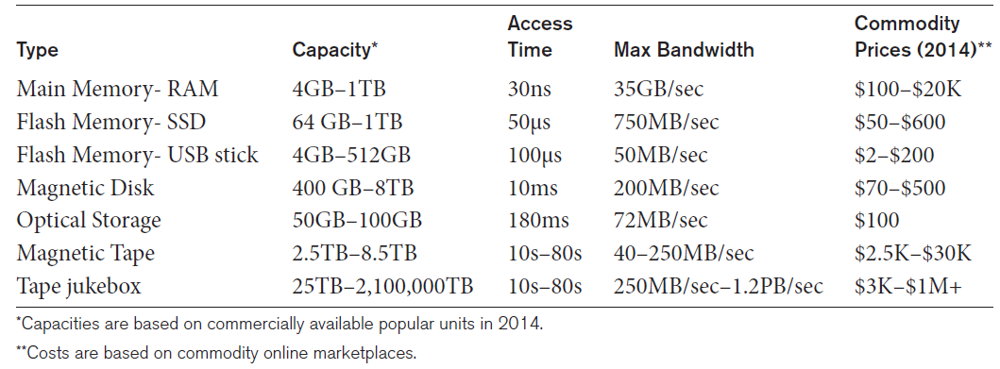 Access Commodity
Type Capacity* Time Max Bandwidth Prices (2014)**
Main Memory- RAM 4GB–1TB 30ns 35GB/sec $100–$20K
Flash Memory- SSD 64 GB–1TB 50μs 750MB/sec $50–$600
Flash Memory- USB stick 4GB–512GB 100μs 50MB/sec $2–$200
Magnetic Disk 400 GB–8TB 10ms 200MB/sec $70–$500
Optical Storage 50GB–100GB 180ms 72MB/sec $100
Magnetic Tape 2.5TB–8.5TB 10s–80s 40–250MB/sec $2.5K–$30K
Tape jukebox 25TB–2,100,000TB 10s–80s 250MB/sec–1.2PB/sec $3K–$1M+
*Capacities are based on commercially available popular units in 2014.
**Costs are based on commodity online marketplaces.